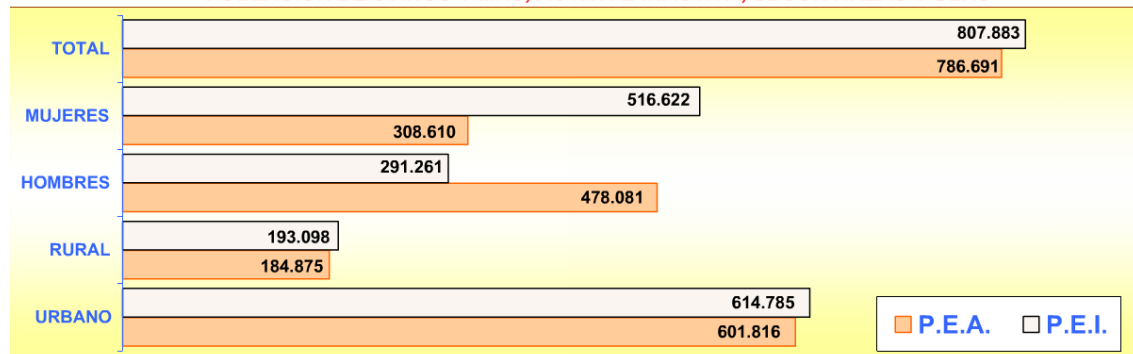 807.883
TOTAL
786.691
516.622
MUJERES
308.610
291.261
HOMBRES
478.081
193.098
RURAL
184.875
614.785
URBANO
601.816
P.E.A. P.E.I.